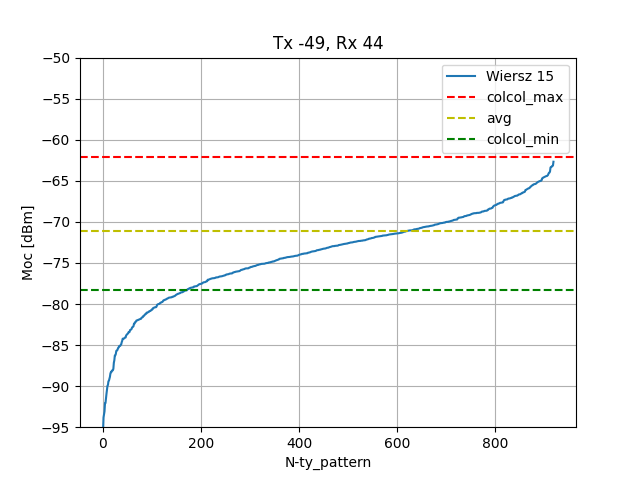 Tx -49, Rx 44
Wiersz 15
colcol_max
avg
colcol_min
−50
−55
−60
−65
−70
−75
−80
−85
−90
−95
Moc [dBm]
0 200 400 600 800
N-ty_pattern